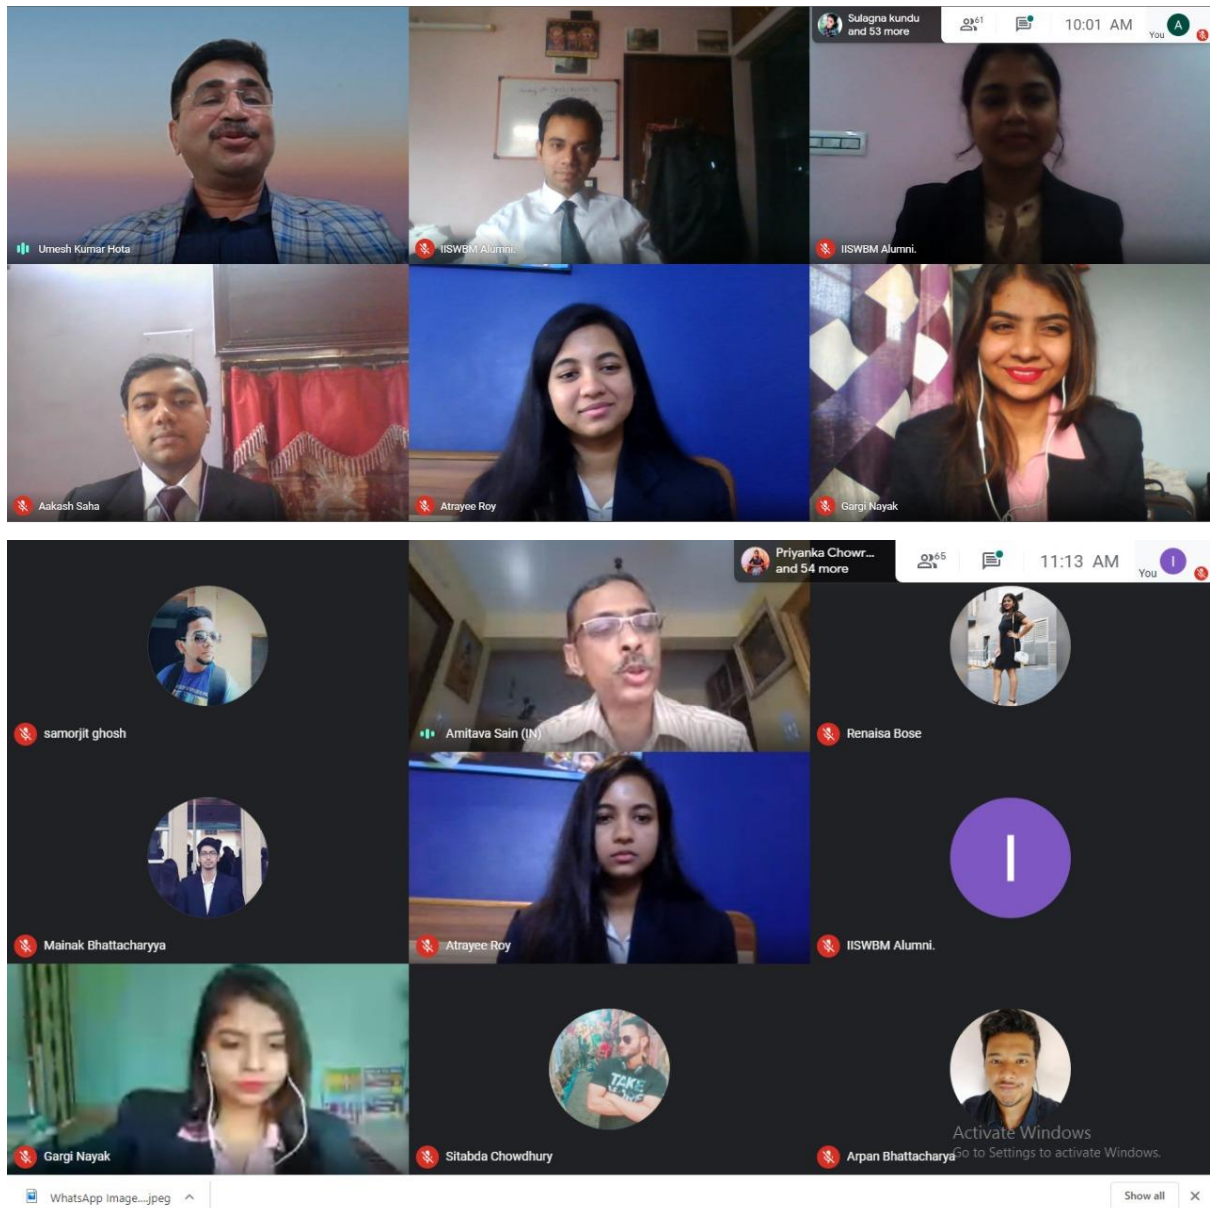 Sulagna kundu
and 53 more
61
10:01 AM
You
A
Umesh Kumar Hota
IISWBM Alumni.
IISWBM Alumni.
Aakash Saha
Atrayee Roy
Gargi Nayak
Priyanka Chowr...
and 54 more
65
11:13 AM
You
I
samorjit ghosh
Amitava Sain (IN)
Renaisa Bose
Mainak Bhattacharyya
Atrayee Roy
I
IISWBM Alumni.
Gargi Nayak
TAKE
Sitabda Chowdhury
Arpan Bhattacharya
Activate Windows
Go to Settings to activate Windows.
WhatsApp Image....jpeg
Show all